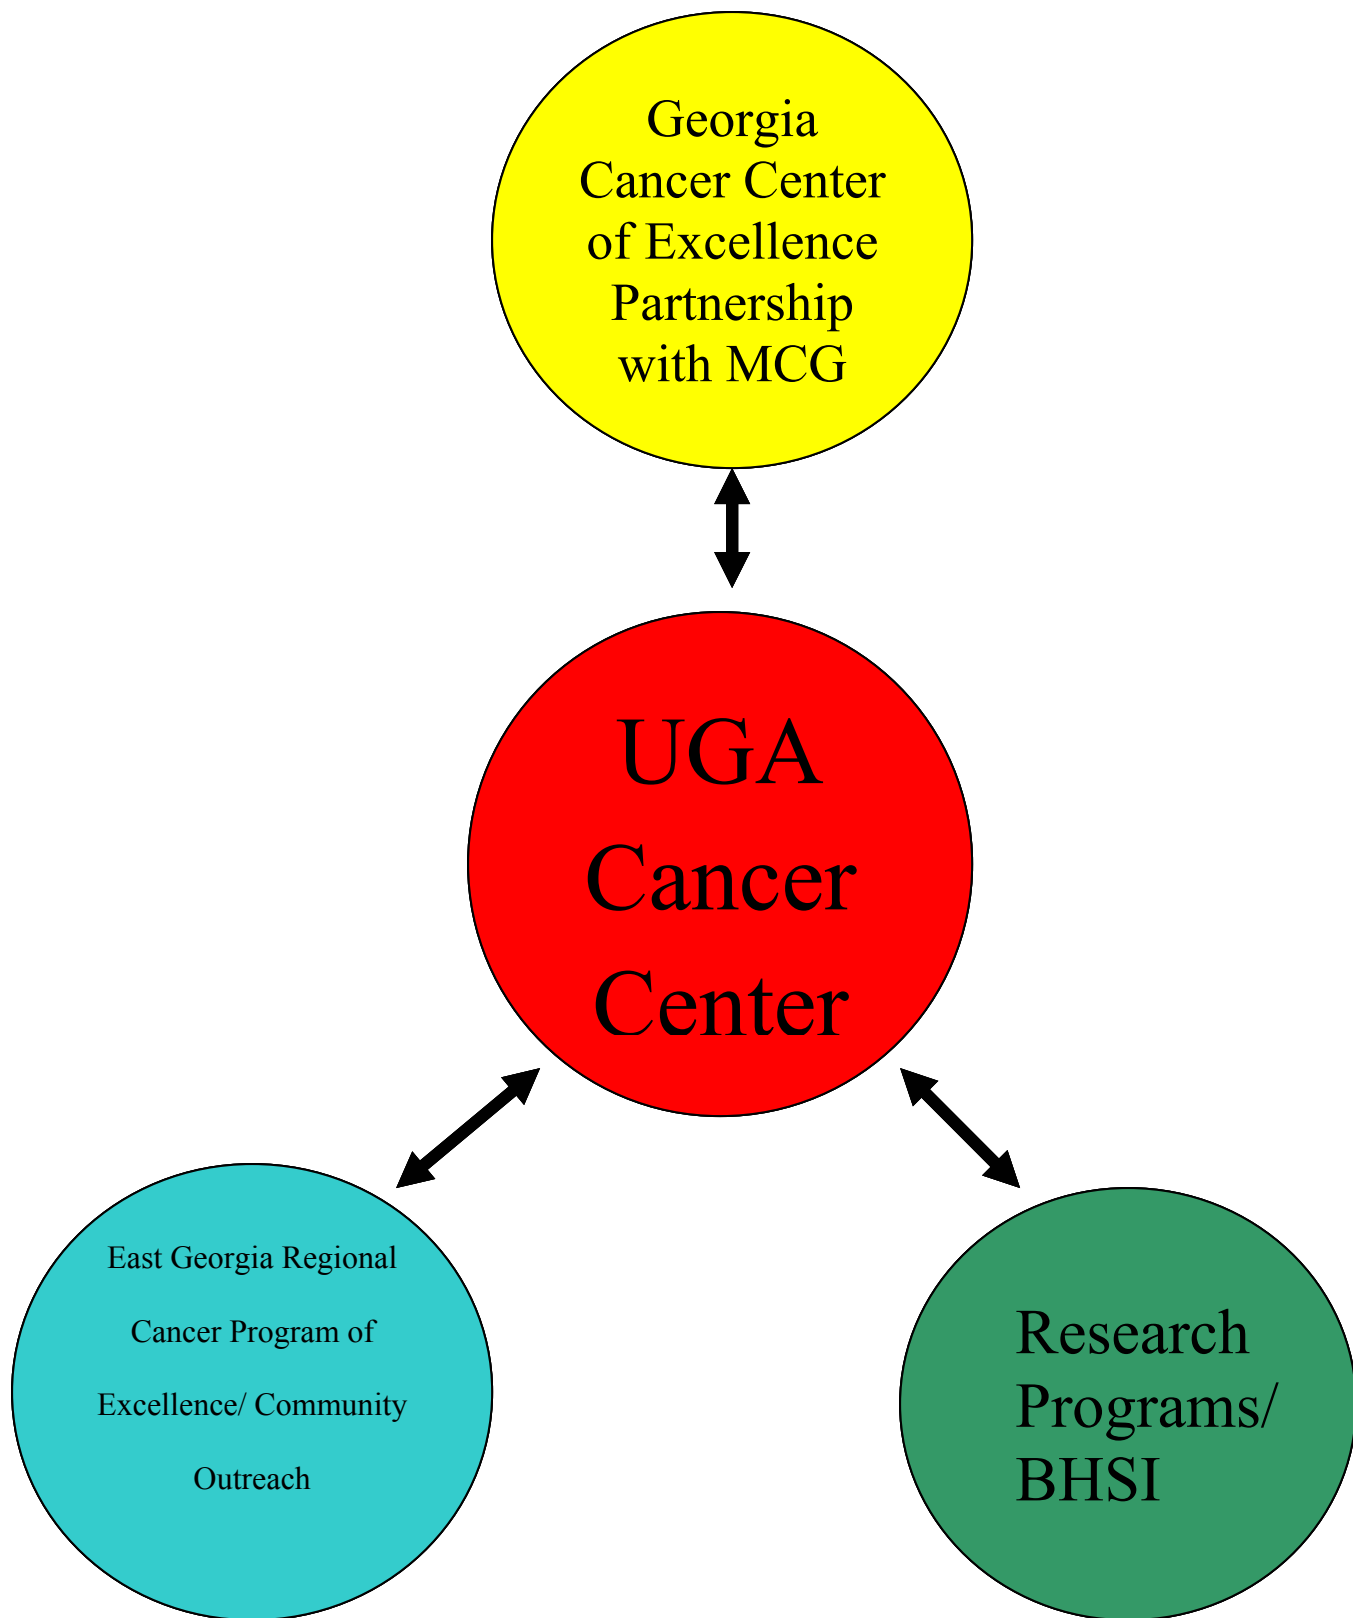 Georgia
Cancer Center
of Excellence
Partnership
with MCG
UGA
Cancer
Center
East Georgia Regional
Cancer Program of
Excellence/ Community
Outreach
Research
Programs/
BHSI